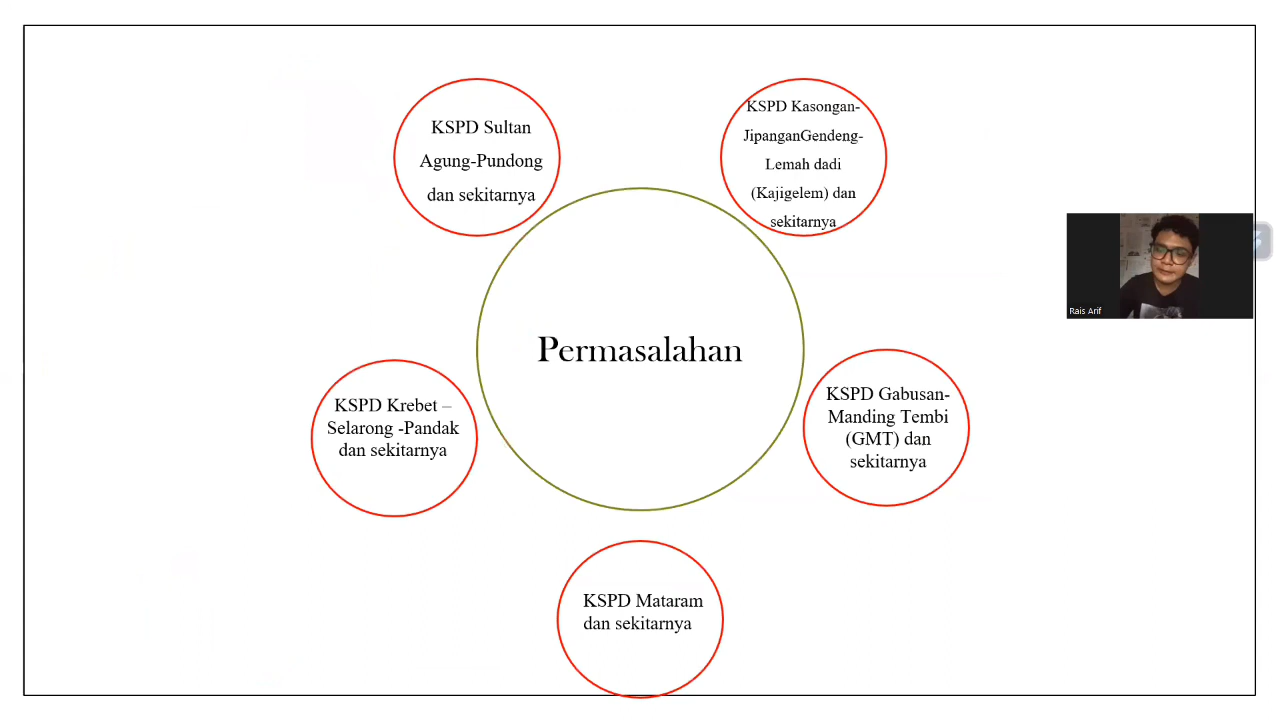 KSPD Sultan
Agung-Pundong
dan sekitarnya
KSPD Kasongan-
JipanganGendeng-
Lemah dadi
(Kajigelem) dan
sekitarnya
Rais Arif
Permasalahan
KSPD Krebet –
Selarong -Pandak
dan sekitarnya
KSPD Gabusan-
Manding Tembi
(GMT) dan
sekitarnya
KSPD Mataram
dan sekitarnya